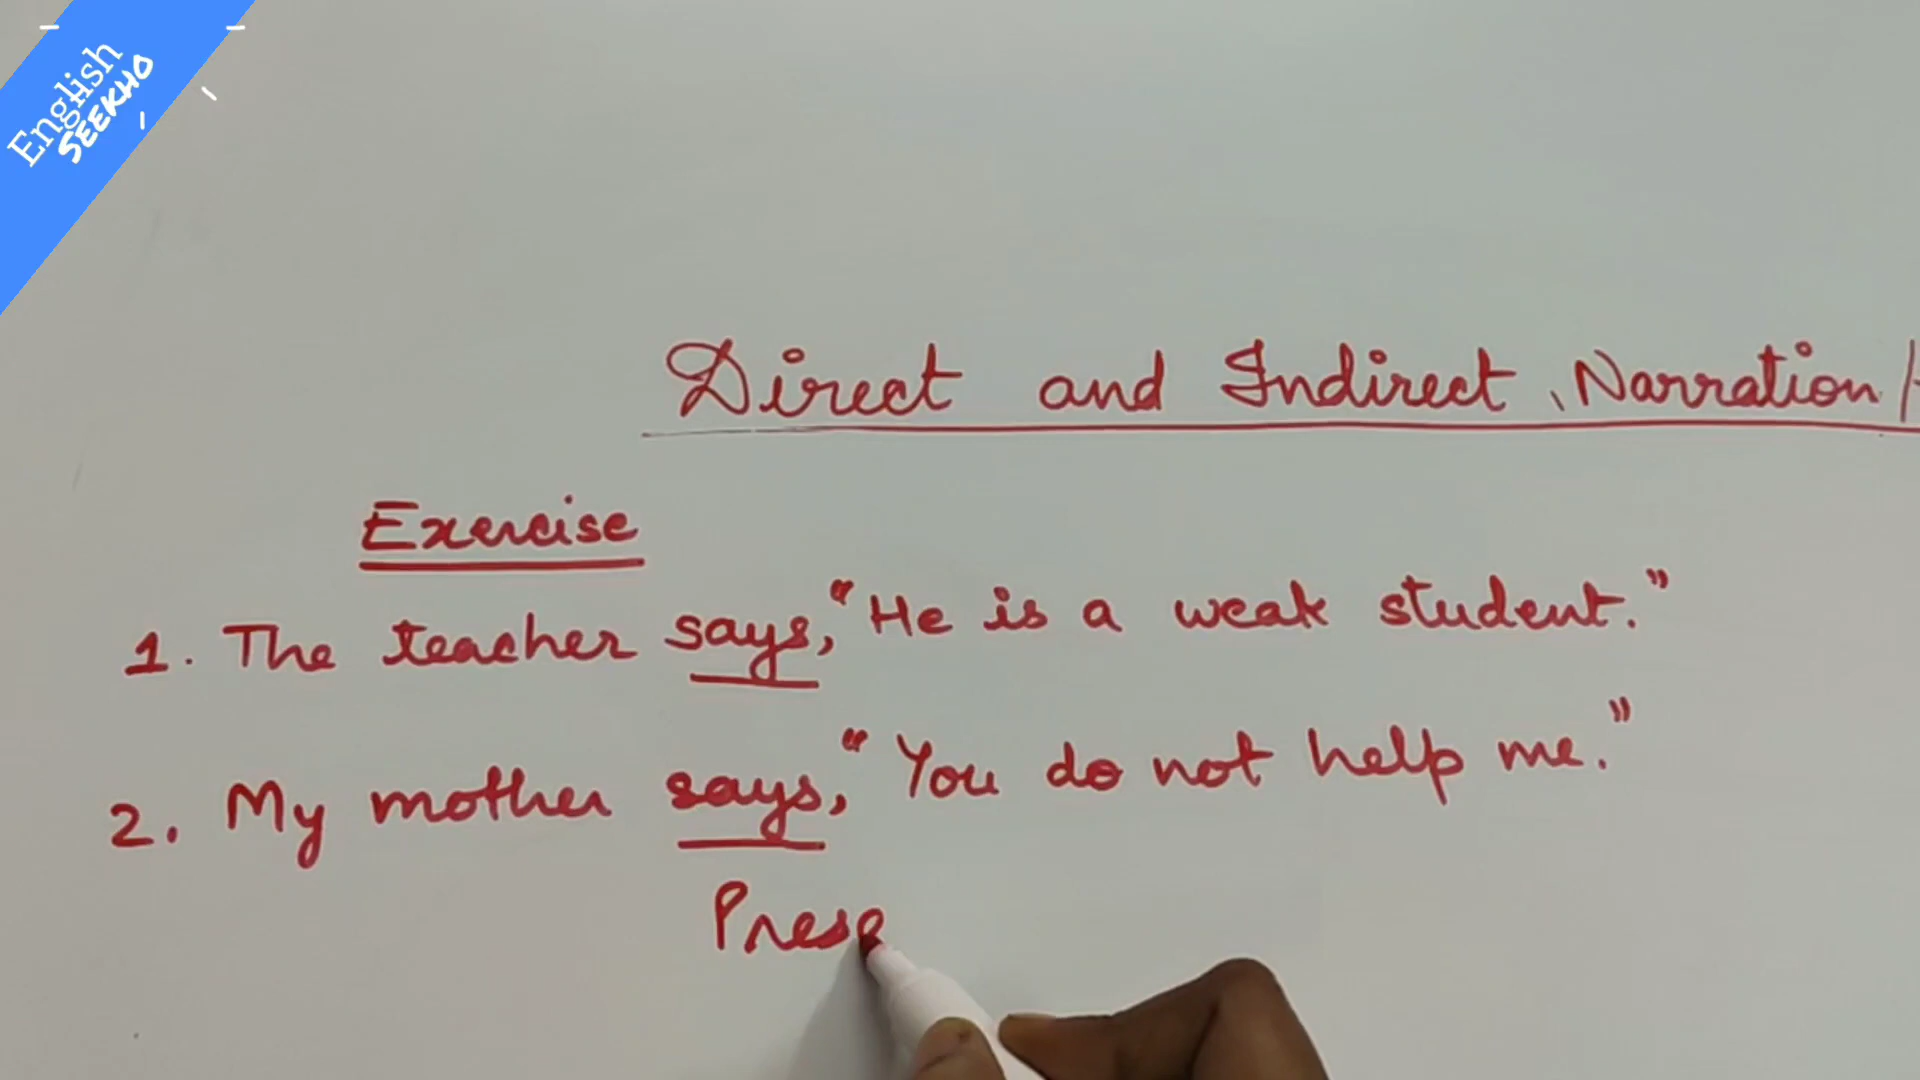 English
SEEKHO
Direct and Indirect Narration
Exercise
1. The teacher says, "He is a weak student."
2. My mother says, "You do not help me."
Prese